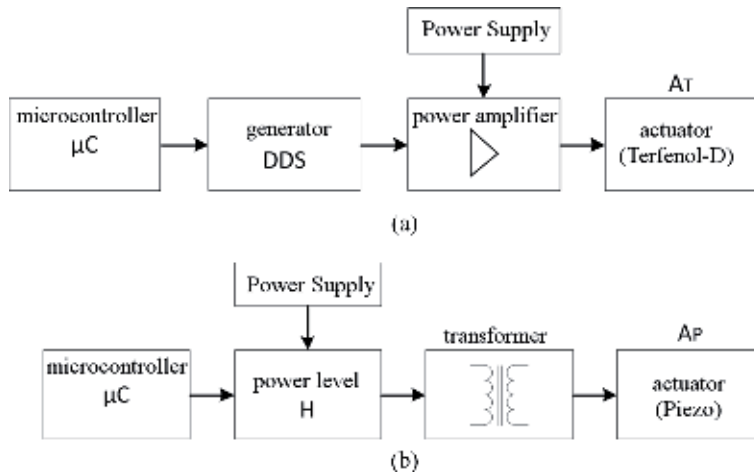 Power Supply
AT
microcontroller
μC
generator
DDS
power amplifier
actuator
(Terfenol-D)
(a)
Power Supply
transformer
AP
microcontroller
μC
power level
H
actuator
(Piezo)
(b)